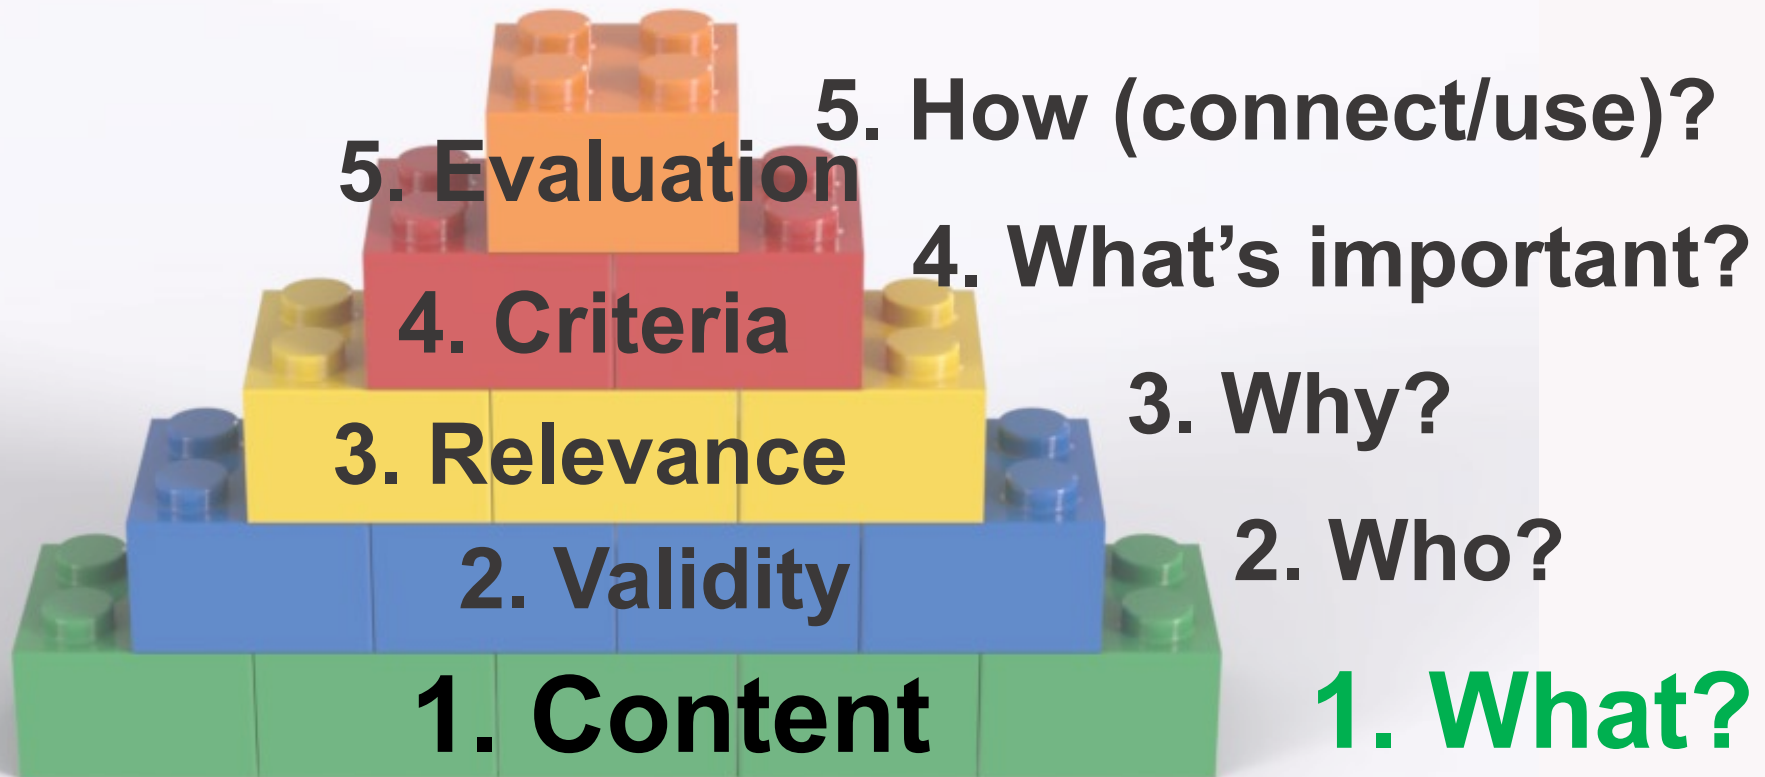 5. How (connect/use)?
5. Evaluation
4. What’s important?
4. Criteria
3. Why?
3. Relevance
2. Who?
2. Validity
1. Content
1. What?